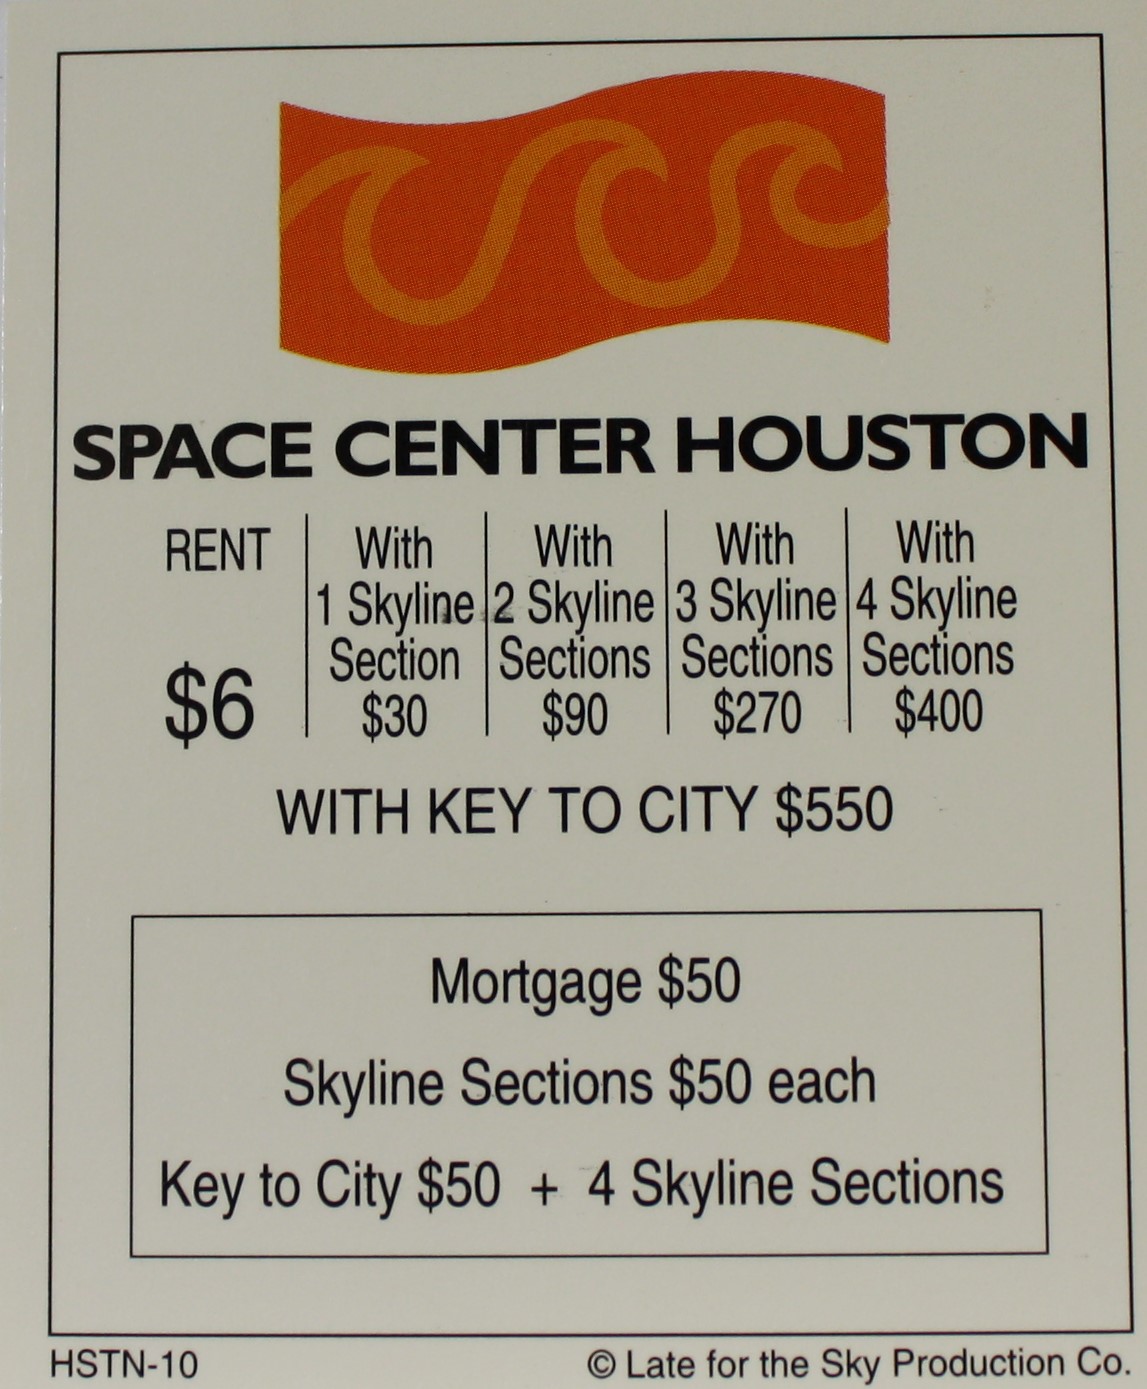 SPACE CENTER HOUSTON
RENT
$6
With
1 Skyline
Section
$30
With
2 Skyline
Sections
$90
With
3 Skyline
Sections
$270
With
4 Skyline
Sections
$400
WITH KEY TO CITY $550
Mortgage $50
Skyline Sections $50 each
Key to City $50 + 4 Skyline Sections
HSTN-10
© Late for the Sky Production Co.